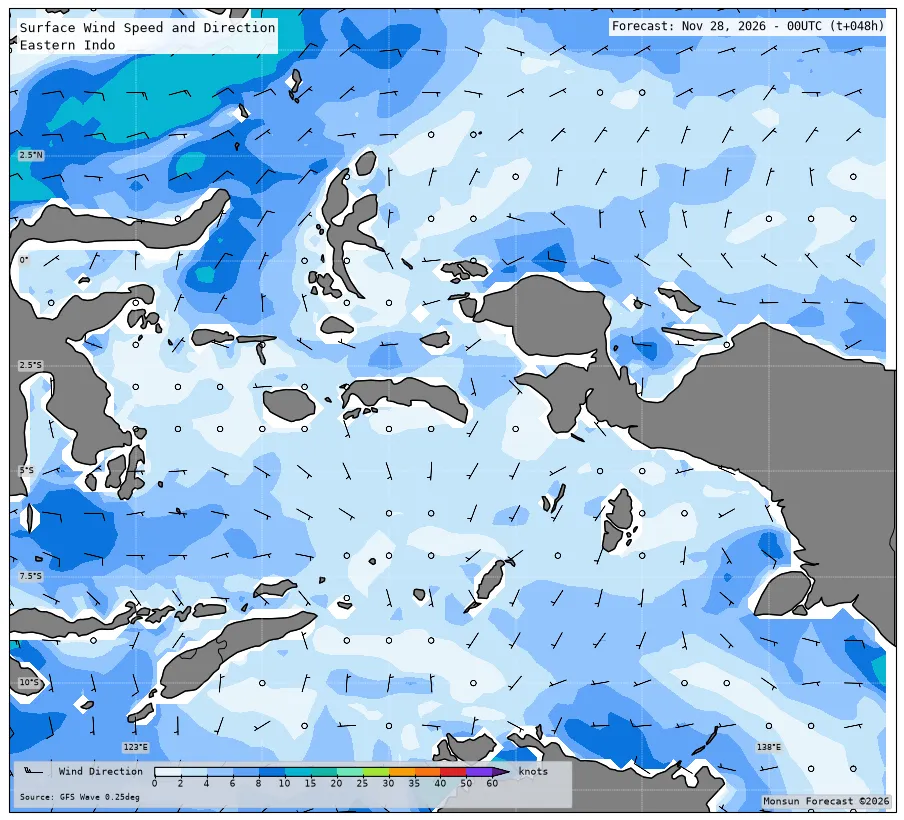 Surface Wind Speed and Direction
Eastern Indo
Forecast: Nov 28, 2026 - 00UTC (t+048h)
2.5°N
0°
2.5°S
5°S
7.5°S
10°S
123°E
138°E
Wind Direction
0 2 4 6 8 10 15 20 25 30 35 40 50 60
knots
Source: GFS Wave 0.25deg
Monsun Forecast ©2026